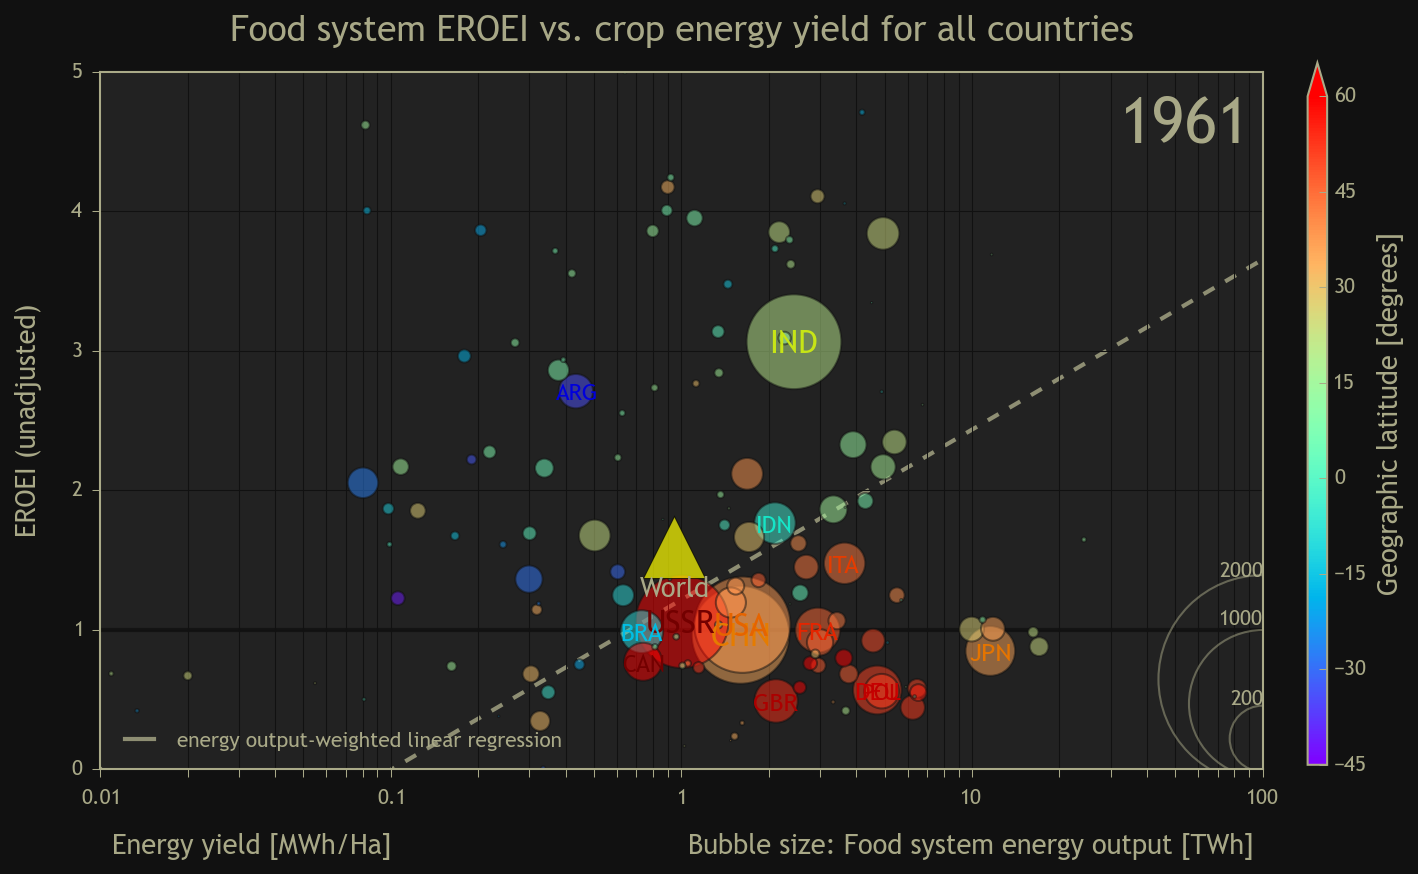 Food system EROEI vs. crop energy yield for all countries
1961
EROEI (unadjusted)
5
4
3
2
1
0
0.01
0.1
1
10
100
Energy yield [MWh/Ha]
Bubble size: Food system energy output [TWh]
IND
ARG
IDN
ITA
World
USSR
USA
CHN
BRA
CAN
FRA
JPN
GBR
DEU
POL
2000
1000
200
energy output-weighted linear regression
60
45
30
15
0
−15
−30
−45
Geographic latitude [degrees]